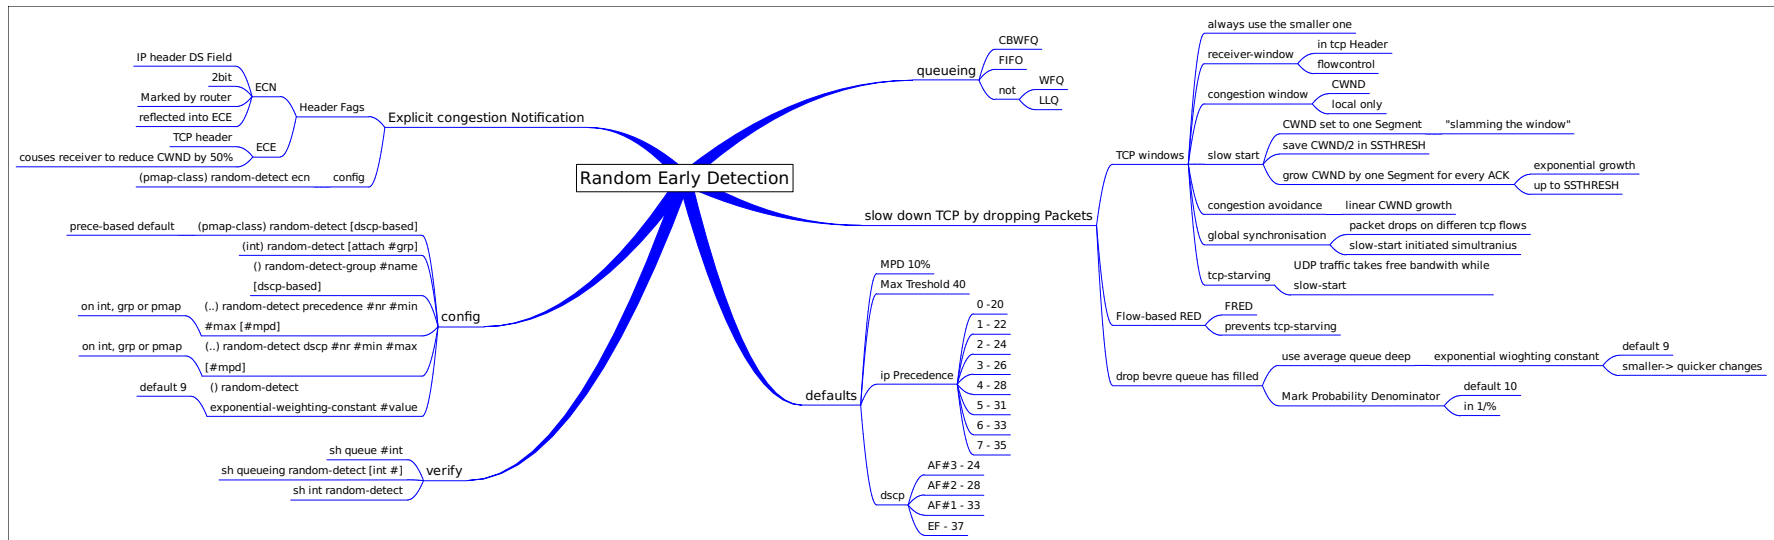 Random Early Detection
Explicit congestion Notification
Header Fags
ECN
IP header DS Field
2bit
Marked by router
reflected into ECE
ECE
TCP header
couses receiver to reduce CWND by 50%
config
(pmap-class) random-detect ecn
config
(pmap-class) random-detect [dscp-based]
prece-based default
(int) random-detect [attach #grp]
() random-detect-group #name
[dscp-based]
(..) random-detect precedence #nr #min
#max [#mpd]
on int, grp or pmap
(..) random-detect dscp #nr #min #max
[#mpd]
on int, grp or pmap
() random-detect
exponential-weighting-constant #value
default 9
verify
sh queue #int
sh queueing random-detect [int #]
sh int random-detect
queueing
CBWFQ
FIFO
not
WFQ
LLQ
slow down TCP by dropping Packets
TCP windows
always use the smaller one
receiver-window
in tcp Header
flowcontrol
congestion window
CWND
local only
slow start
CWND set to one Segment
"slamming the window"
save CWND/2 in SSTHRESH
grow CWND by one Segment for every ACK
exponential growth
up to SSTHRESH
congestion avoidance
linear CWND growth
global synchronisation
packet drops on different tcp flows
slow-start initiated simultranius
tcp-starving
UDP traffic takes free bandwith while
slow-start
Flow-based RED
FRED
prevents tcp-starving
drop bevre queue has filled
use average queue deep
exponential wioghting constant
default 9
smaller-> quicker changes
Mark Probability Denominator
default 10
in 1/%
defaults
MPD 10%
Max Treshold 40
ip Precedence
0 -20
1 - 22
2 - 24
3 - 26
4 - 28
5 - 31
6 - 33
7 - 35
dscp
AF#3 - 24
AF#2 - 28
AF#1 - 33
EF - 37